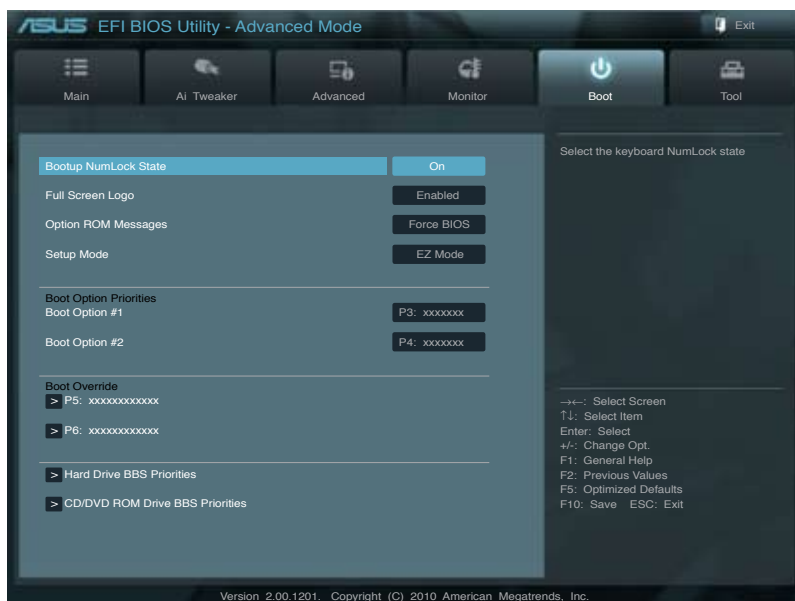 ASUS EFI BIOS Utility - Advanced Mode
Exit
Main Ai Tweaker Advanced Monitor Boot Tool
Bootup NumLock State On
Full Screen Logo Enabled
Option ROM Messages Force BIOS
Setup Mode EZ Mode
Boot Option Priorities
Boot Option #1 P3: xxxxxxx
Boot Option #2 P4: xxxxxxx
Boot Override
> P5: xxxxxxxxxxxx
> P6: xxxxxxxxxxxx
> Hard Drive BBS Priorities
> CD/DVD ROM Drive BBS Priorities
Select the keyboard NumLock state
→←: Select Screen
↑↓: Select Item
Enter: Select
+/-: Change Opt.
F1: General Help
F2: Previous Values
F5: Optimized Defaults
F10: Save ESC: Exit
Version 2.00.1201. Copyright (C) 2010 American Megatrends, Inc.